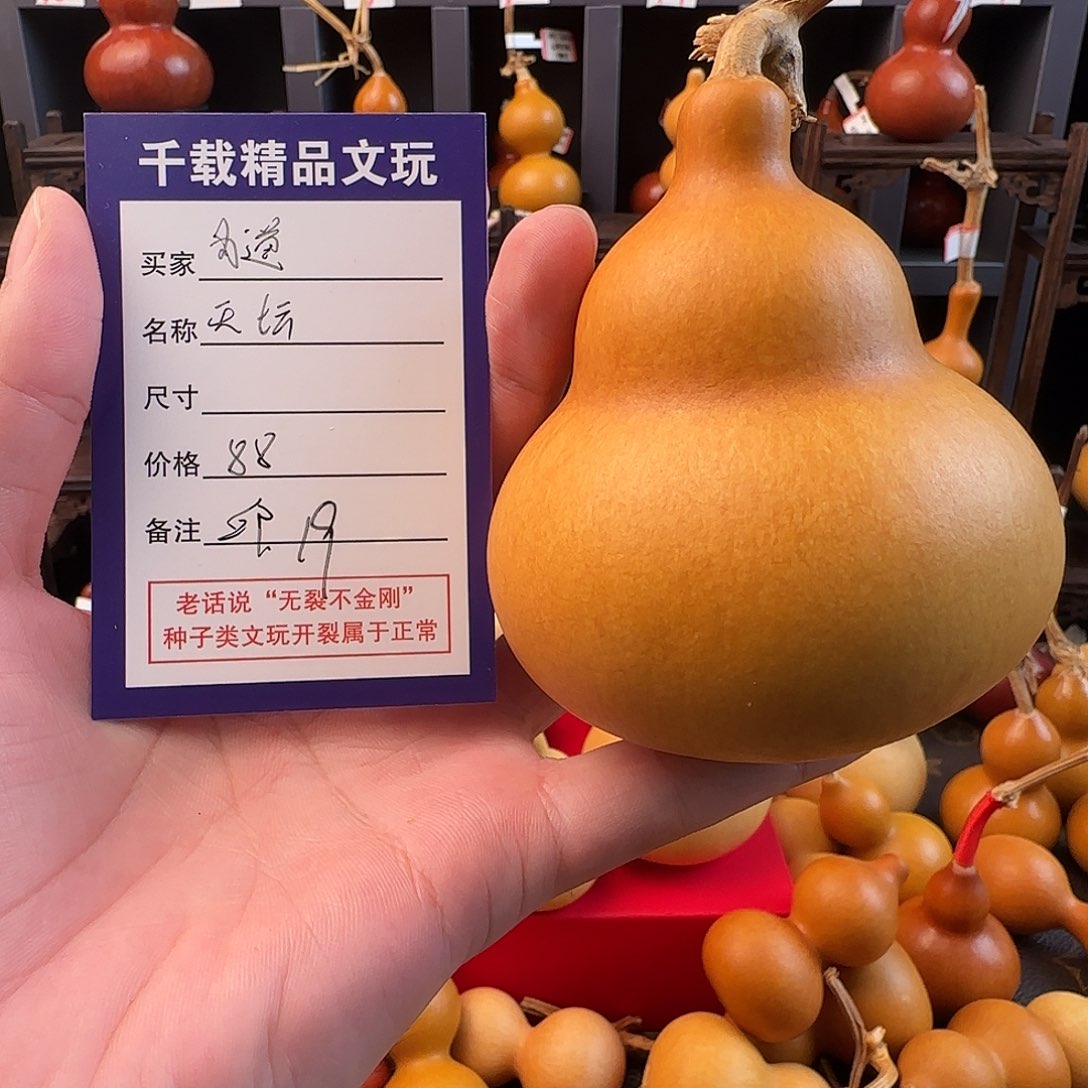 千载精品文玩
买家
名称 天坛
尺寸
价格 88
备注 19
老话说“无裂不金刚”
种子类文玩开裂属于正常